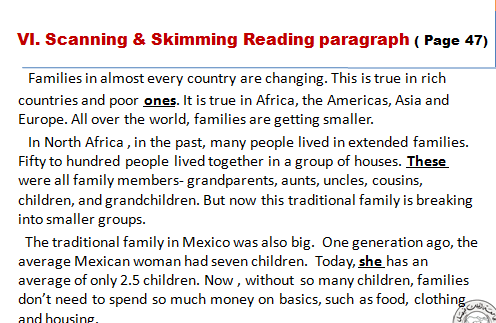 VI. Scanning & Skimming Reading paragraph ( Page 47)
Families in almost every country are changing. This is true in rich
countries and poor ones. It is true in Africa, the Americas, Asia and
Europe. All over the world, families are getting smaller.
In North Africa , in the past, many people lived in extended families.
Fifty to hundred people lived together in a group of houses. These
were all family members- grandparents, aunts, uncles, cousins,
children, and grandchildren. But now this traditional family is breaking
into smaller groups.
The traditional family in Mexico was also big. One generation ago, the
average Mexican woman had seven children. Today, she has an
average of only 2.5 children. Now , without so many children, families
don't need to spend so much money on basics, such as food, clothing
and housing.